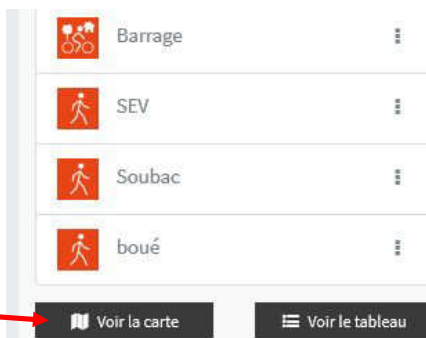 Barrage
SEV
Soubac
boué
Voir la carte
Voir le tableau